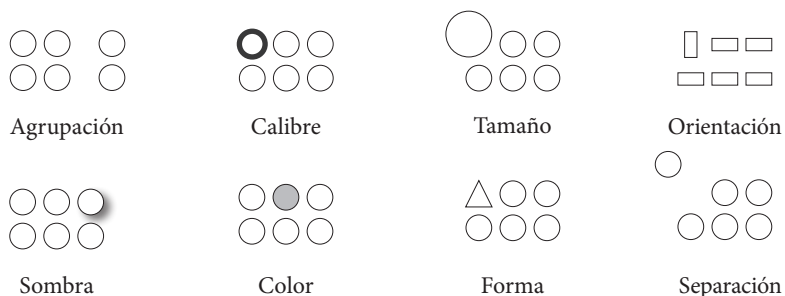 Agrupación Calibre Tamaño Orientación
Sombra Color Forma Separación